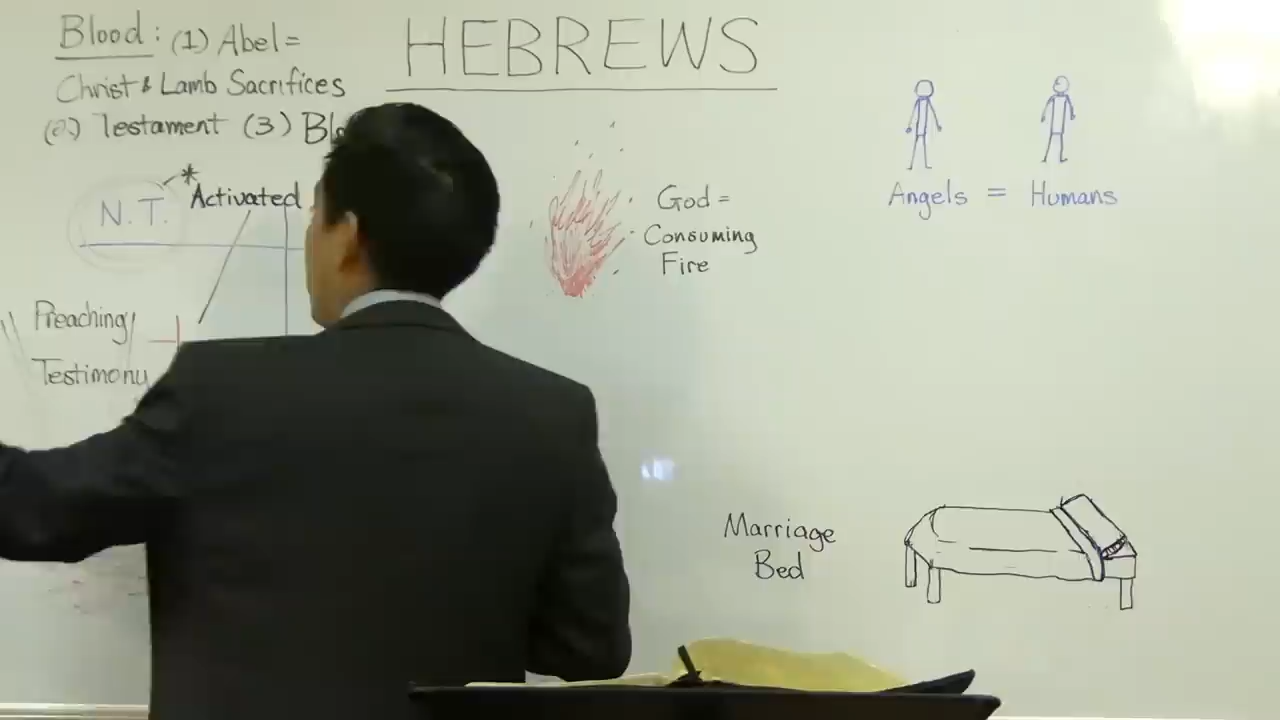 HEBREWS
Blood: (1) Abel =
Christ & Lamb Sacrifices
(2) Testament (3)
N.T. * Activated
Preaching
Testimony
God =
Consuming
Fire
Angels = Humans
Marriage
Bed